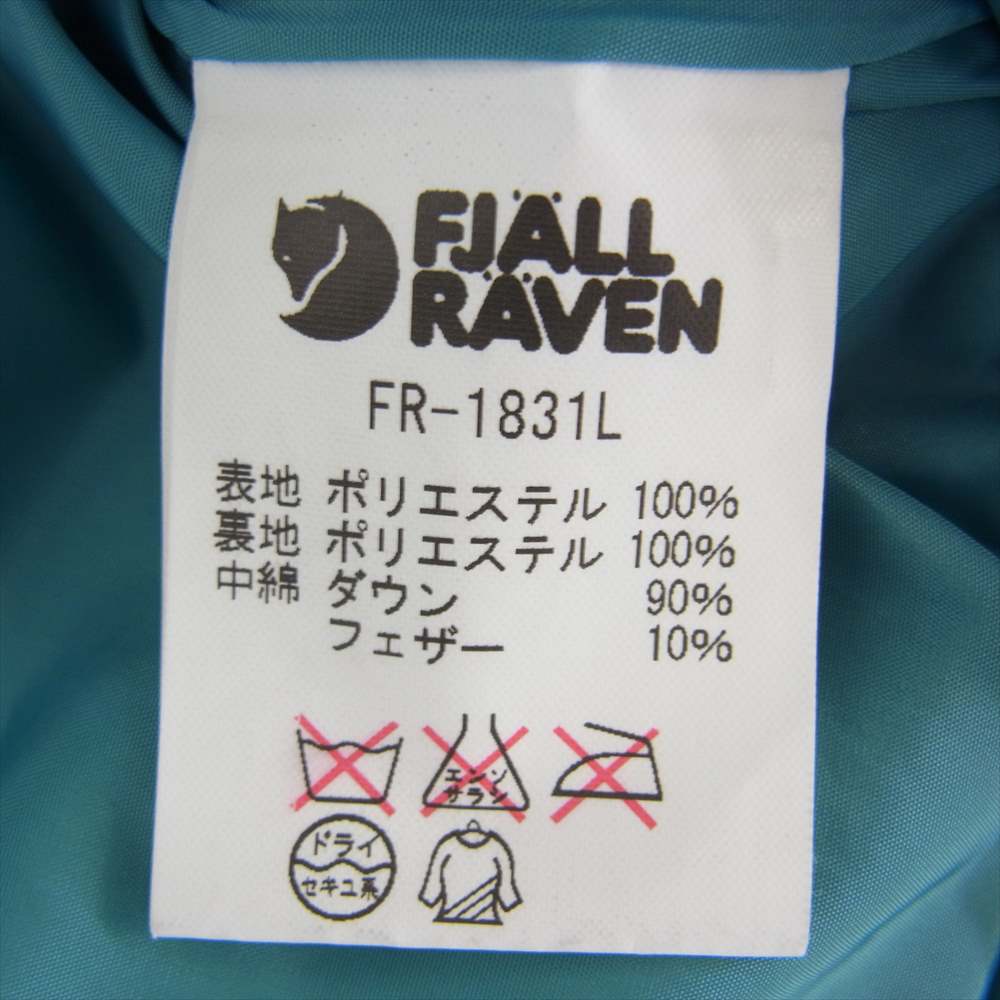 FJÄLL
RÄVEN
FR-1831L
表地 ポリエステル 100%
裏地 ポリエステル 100%
中綿 ダウン 90%
フェザー 10%
エンソ
サラシ
ドライ
セキユ系